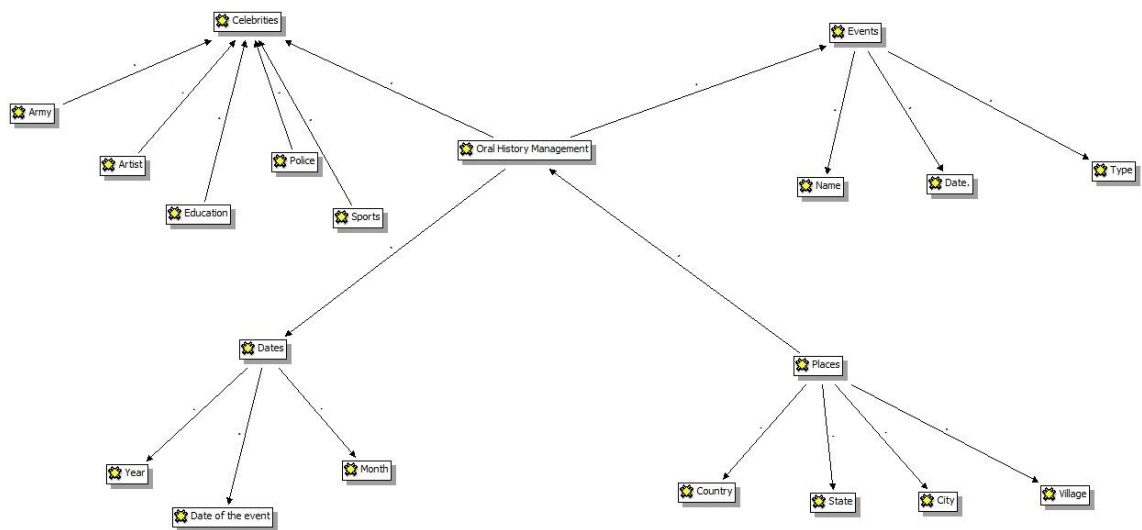 Celebrities
Events
Army
Oral History Management
Artist
Police
Type
Name
Date.
Education
Sports
Dates
Places
Year
Month
Country
State
City
Village
Date of the event